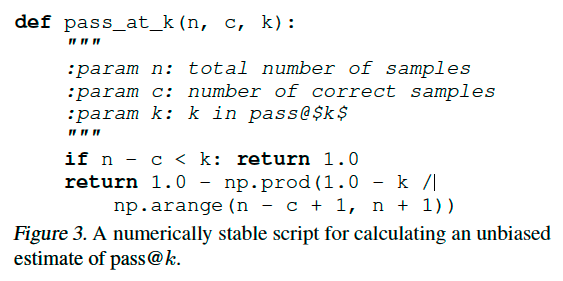 def pass_at_k(n, c, k):
"""
:param n: total number of samples
:param c: number of correct samples
:param k: k in pass@$k$
"""
if n - c < k: return 1.0
return 1.0 - np.prod(1.0 - k /|
np.arange(n - c + 1, n + 1))
Figure 3. A numerically stable script for calculating an unbiased
estimate of pass@k.